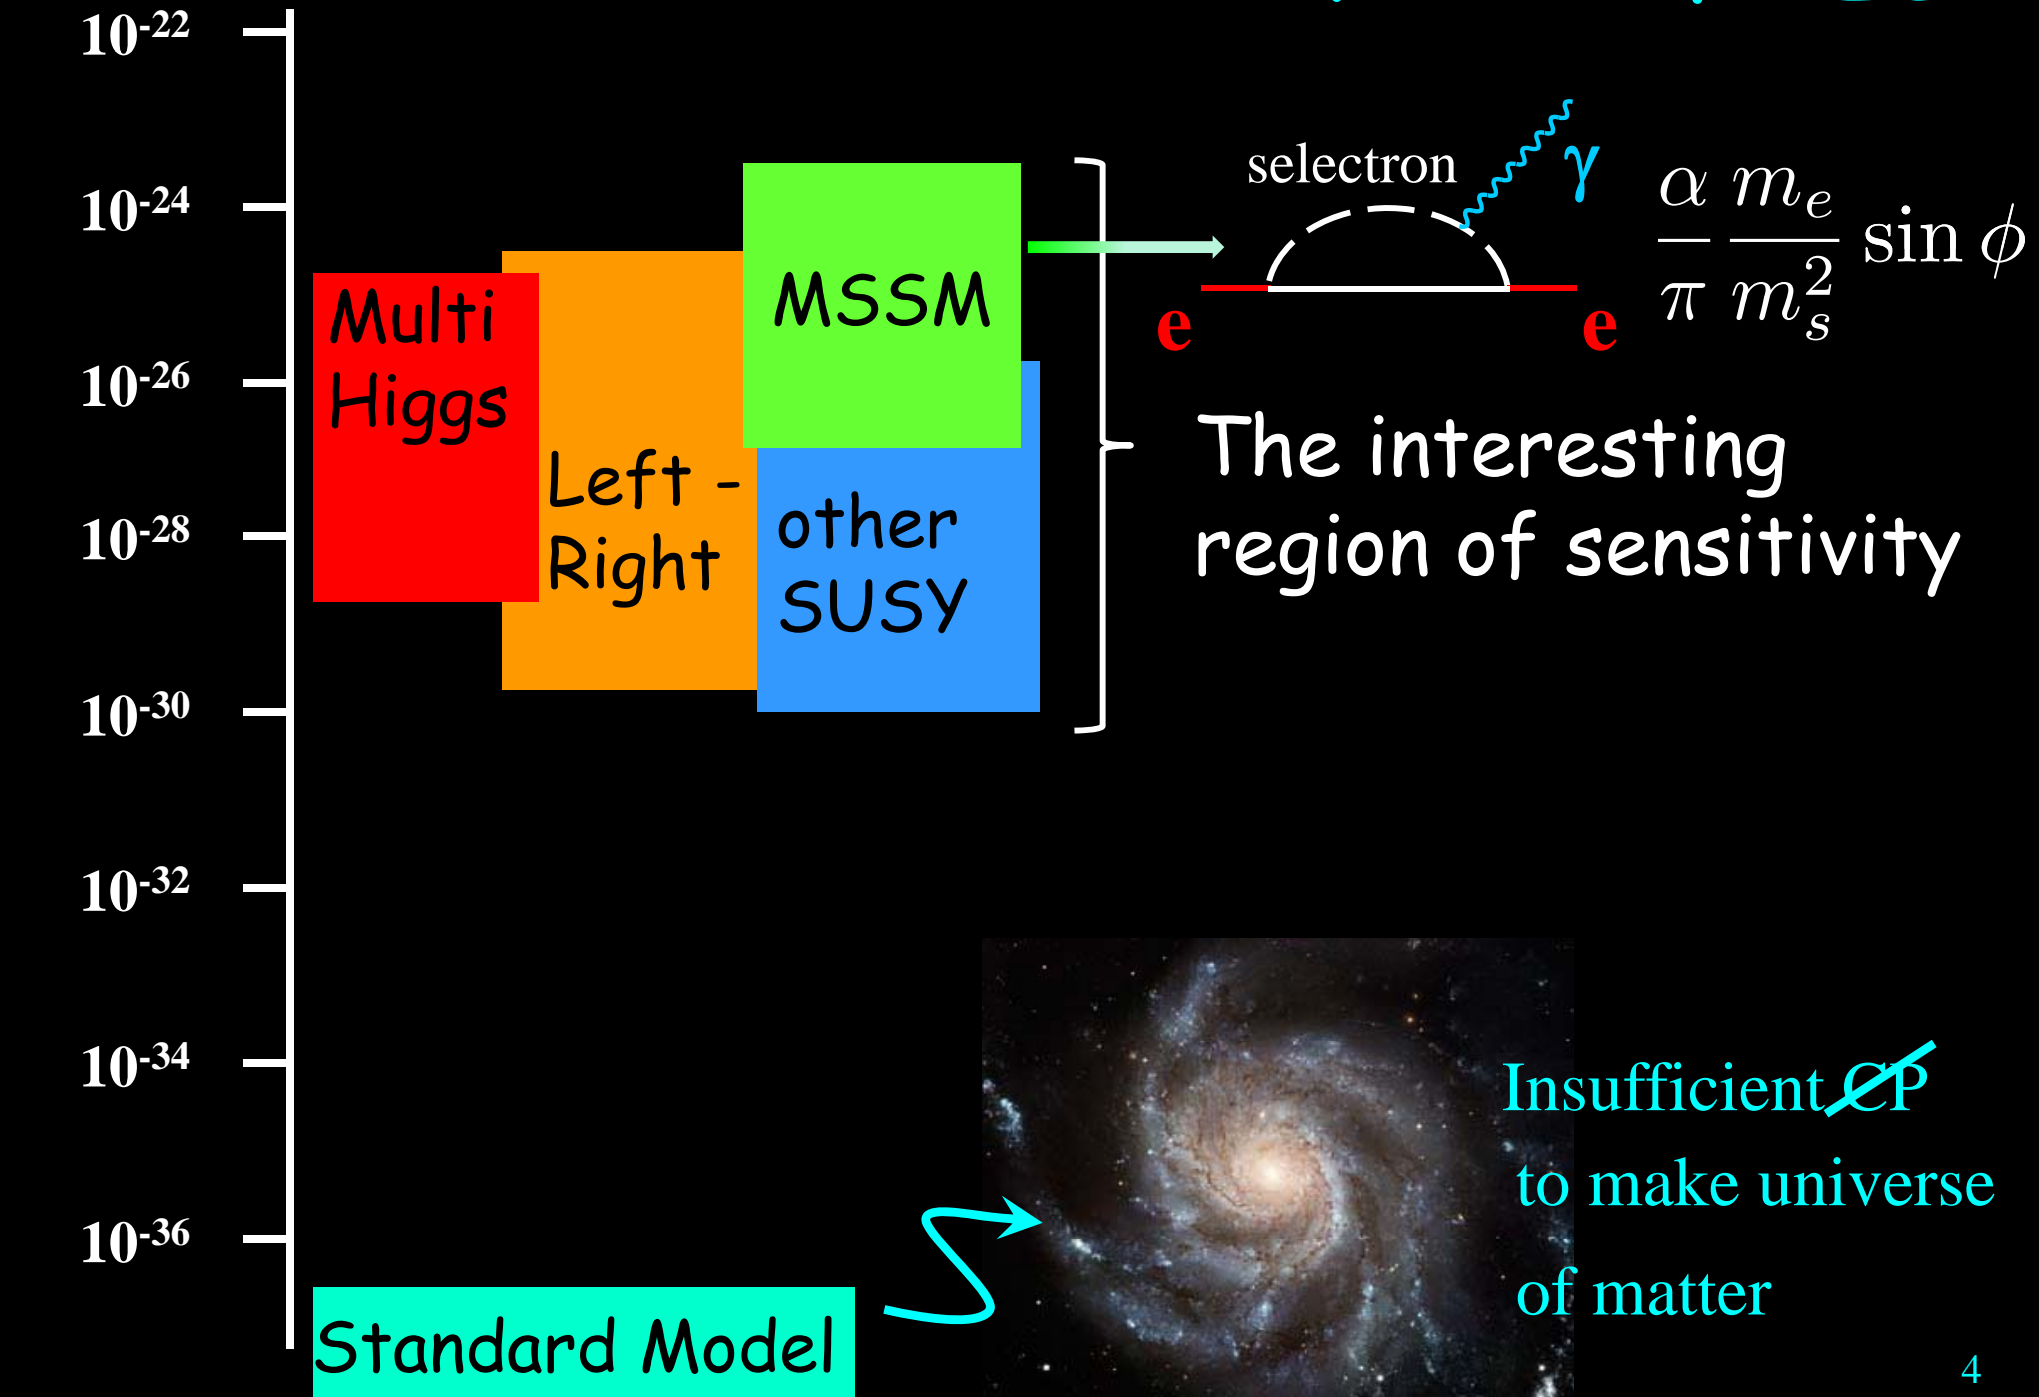 10-22
10-24
10-26
10-28
10-30
10-32
10-34
10-36
Multi
Higgs
Left -
Right
MSSM
other
SUSY
Standard Model
selectron
γ
e
e
α/π m_e/m_s^2 sin ϕ
The interesting
region of sensitivity
Insufficient CP
to make universe
of matter
4